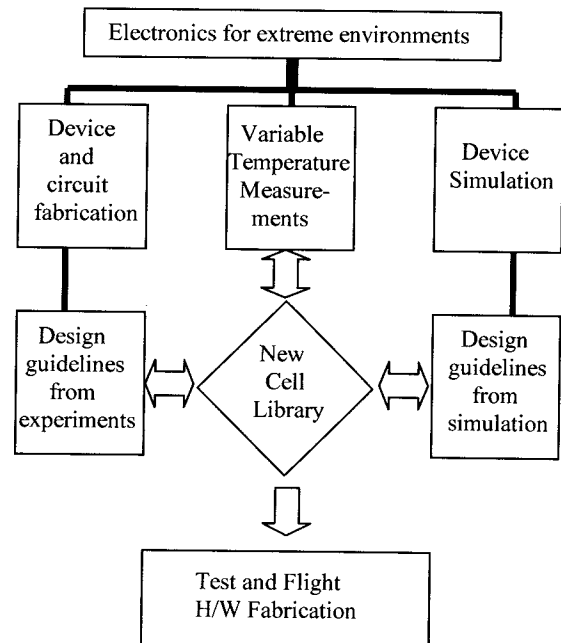 Electronics for extreme environments
Device
and
circuit
fabrication
Variable
Temperature
Measure-
ments
Device
Simulation
Design
guidelines
from
experiments
New
Cell
Library
Design
guidelines
from
simulation
Test and Flight
H/W Fabrication